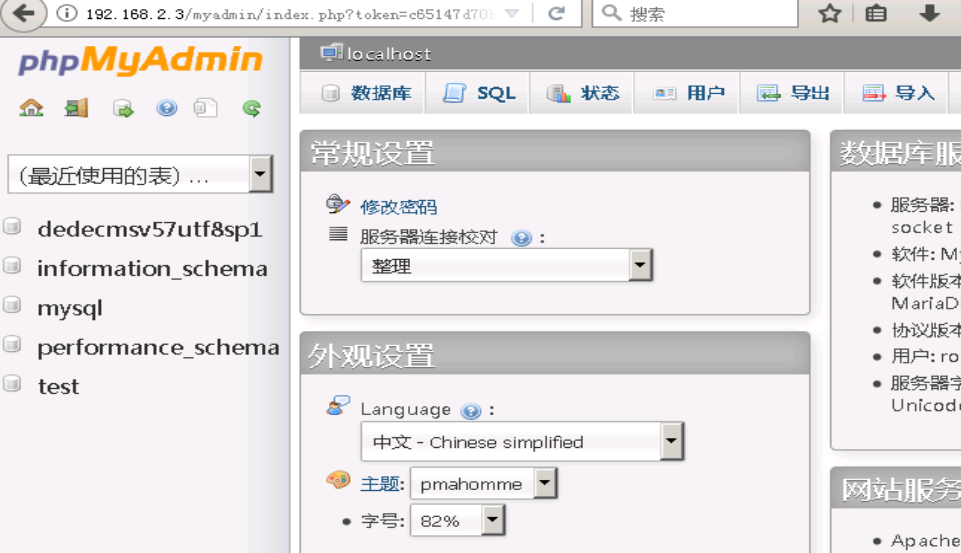 192.168.2.3/myadmin/index.php?token=c65147d70
搜索
phpMyAdmin
localhost
数据库 SQL 状态 用户 导出 导入
(最近使用的表) ...
dedecmsv57utf8sp1
information_schema
mysql
performance_schema
test
常规设置
修改密码
服务器连接校对 :
整理
外观设置
Language :
中文 - Chinese simplified
主题: pmahomme
字号: 82%
数据库服
服务器:
socket
软件: M
软件版本
MariaD
协议版本
用户: ro
服务器字
Unicod
网站服务
Apache